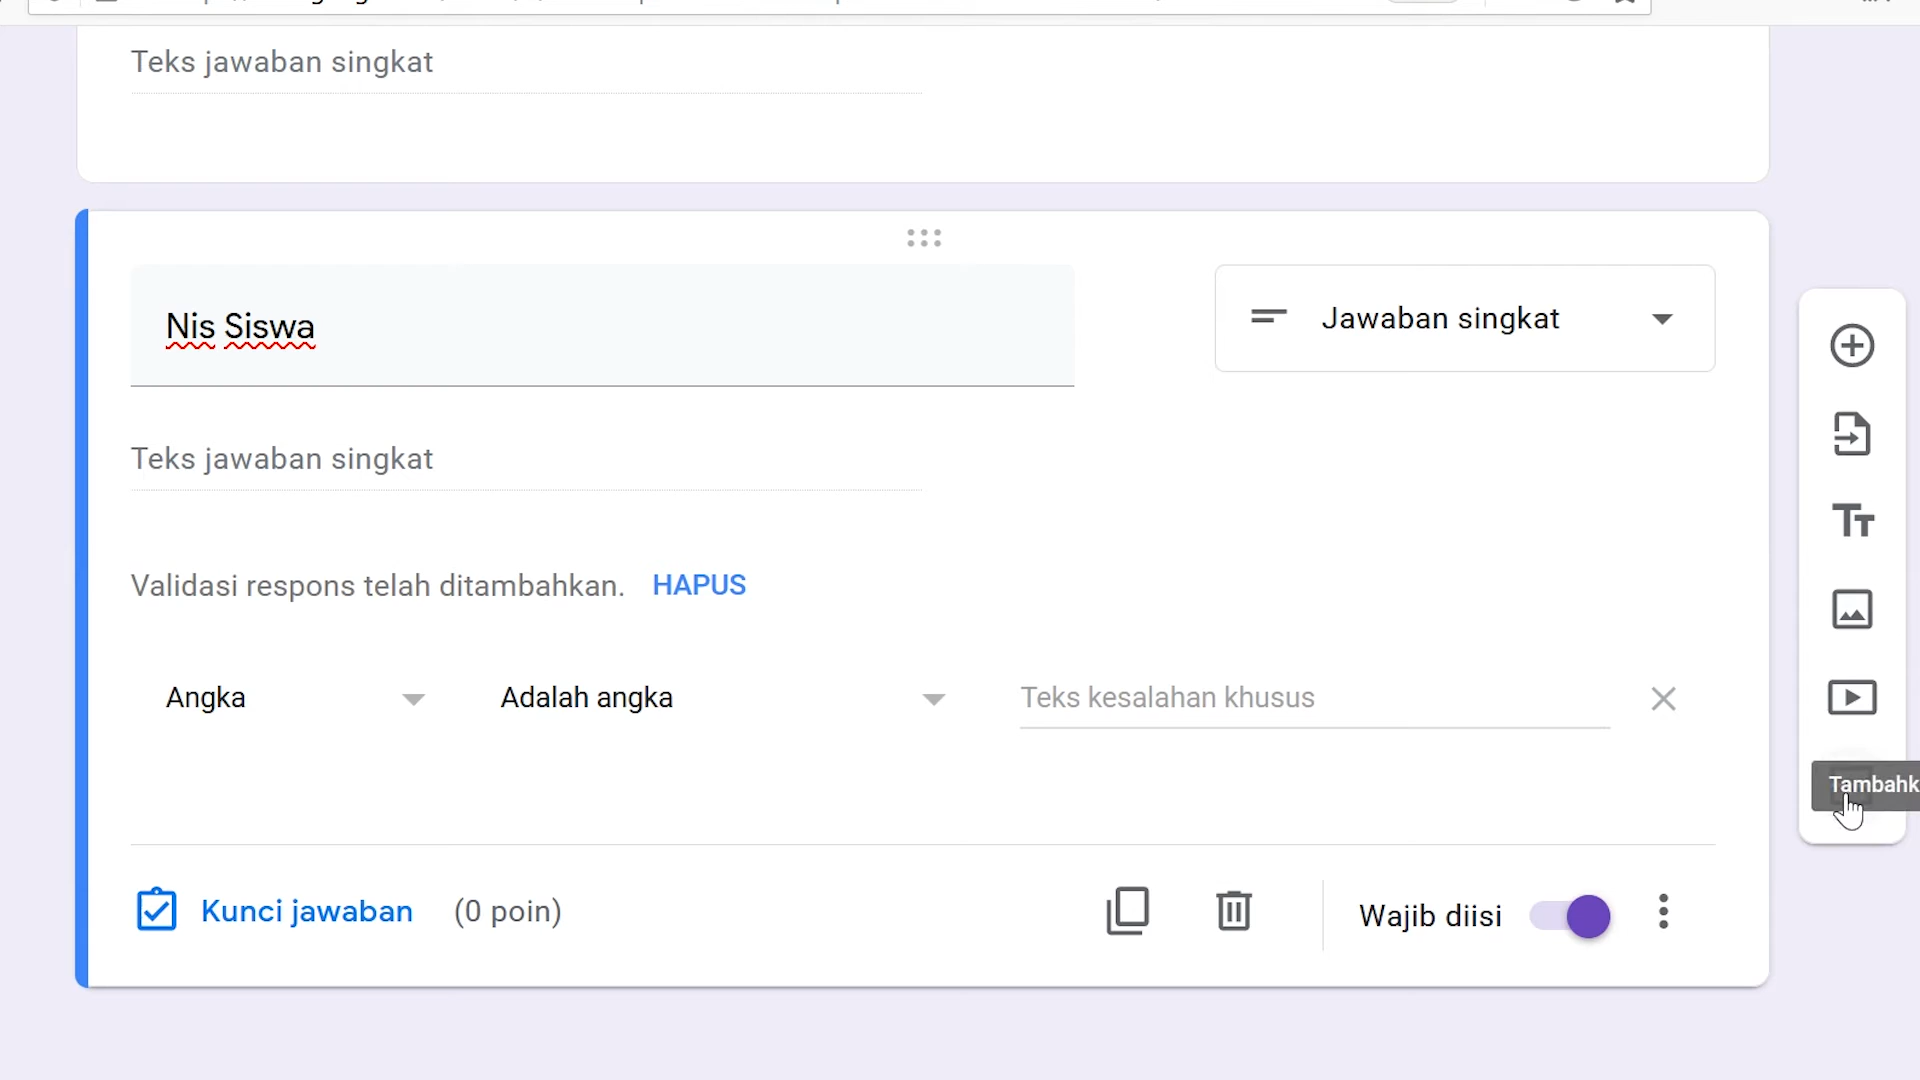 Teks jawaban singkat
Nis Siswa
Jawaban singkat
Teks jawaban singkat
Validasi respons telah ditambahkan. HAPUS
Angka
Adalah angka
Teks kesalahan khusus
Tambahk
Kunci jawaban (0 poin)
Wajib diisi